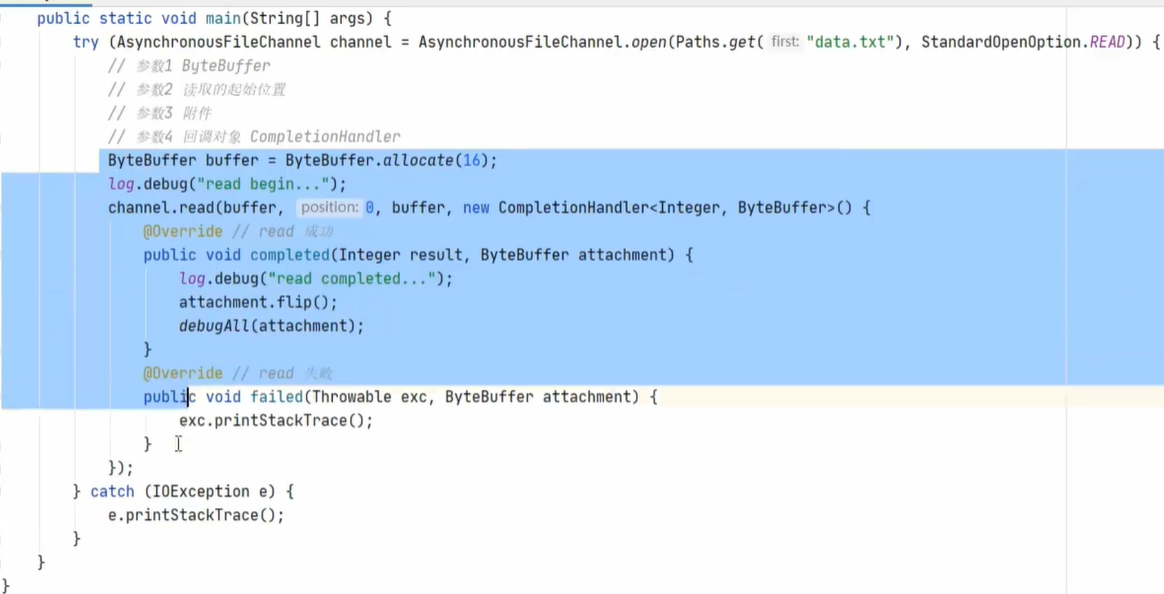 public static void main(String[] args) {
try (AsynchronousFileChannel channel = AsynchronousFileChannel.open(Paths.get( first: "data.txt"), StandardOpenOption.READ)) {
// 参数1 ByteBuffer
// 参数2 读取的起始位置
// 参数3 附件
// 参数4 回调对象 CompletionHandler
ByteBuffer buffer = ByteBuffer.allocate(16);
log.debug("read begin...");
channel.read(buffer, position: 0, buffer, new CompletionHandler<Integer, ByteBuffer>() {
@Override // read 成功
public void completed(Integer result, ByteBuffer attachment) {
log.debug("read completed...");
attachment.flip();
debugAll(attachment);
}
@Override // read 失败
public void failed(Throwable exc, ByteBuffer attachment) {
exc.printStackTrace();
}
});
} catch (IOException e) {
e.printStackTrace();
}
}
}